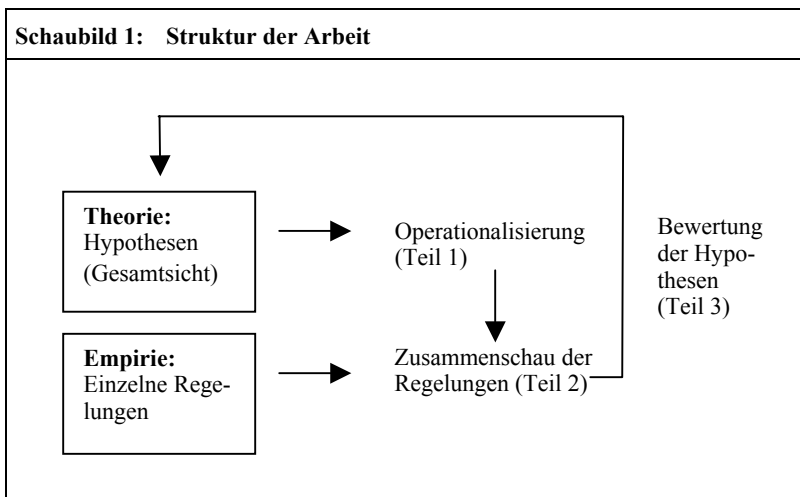 Schaubild 1: Struktur der Arbeit
Theorie:
Hypothesen
(Gesamtsicht)
Operationalisierung
(Teil 1)
Bewertung
der Hypo-
thesen
(Teil 3)
Empirie:
Einzelne Rege-
lungen
Zusammenschau der
Regelungen (Teil 2)